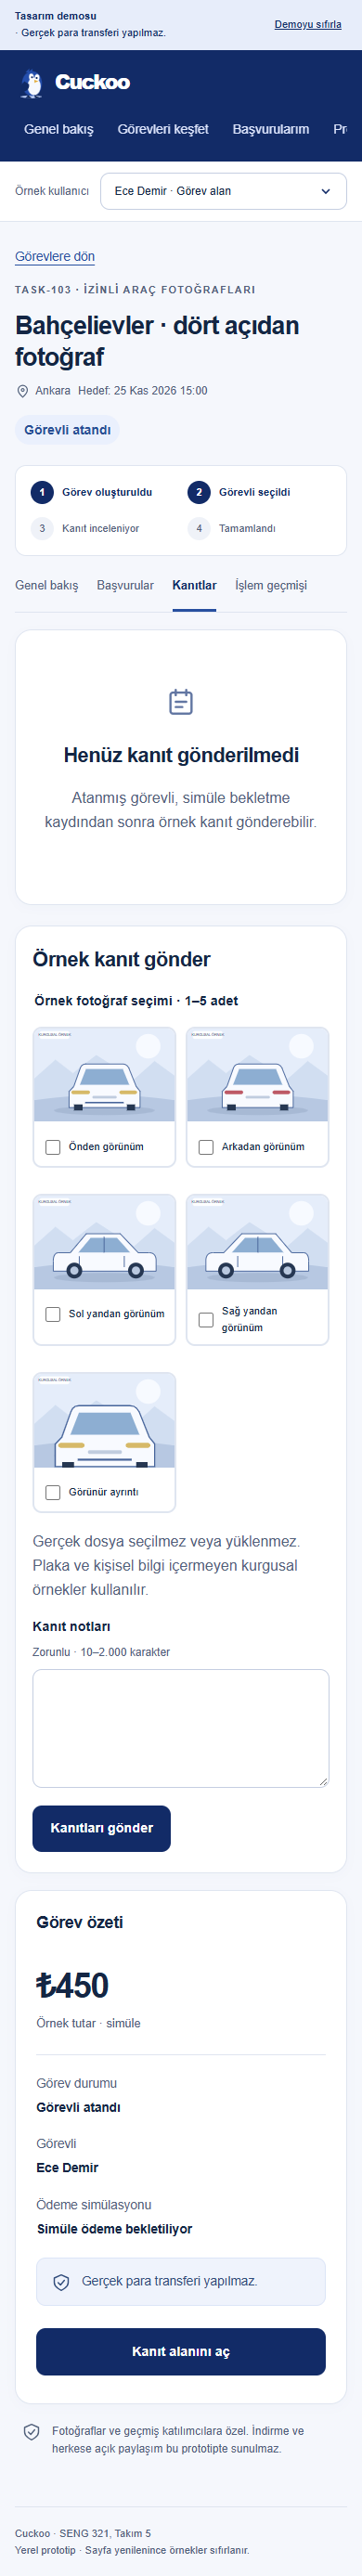 Tasarım demosu
· Gerçek para transferi yapılmaz.
Demoyu sıfırla
Cuckoo
Genel bakış Görevleri keşfet Başvurularım
Örnek kullanıcı Ece Demir · Görev alan
Görevlere dön
TASK-103 · İZİNLİ ARAÇ FOTOĞRAFLARI
Bahçelievler · dört açıdan
fotoğraf
Ankara Hedef: 25 Kas 2026 15:00
Görevli atandı
1 Görev oluşturuldu 2 Görevli seçildi
3 Kanıt inceleniyor 4 Tamamlandı
Genel bakış Başvurular Kanıtlar İşlem geçmişi
Henüz kanıt gönderilmedi
Atanmış görevli, simüle bekletme
kaydından sonra örnek kanıt gönderebilir.
Örnek kanıt gönder
Örnek fotoğraf seçimi · 1–5 adet
Önden görünüm
Arkadan görünüm
Sol yandan görünüm
Sağ yandan
görünüm
Görünür ayrıntı
Gerçek dosya seçilmez veya yüklenmez.
Plaka ve kişisel bilgi içermeyen kurgusal
örnekler kullanılır.
Kanıt notları
Zorunlu · 10–2.000 karakter
Kanıtları gönder
Görev özeti
₺450
Örnek tutar · simüle
Görev durumu
Görevli atandı
Görevli
Ece Demir
Ödeme simülasyonu
Simüle ödeme bekletiliyor
Gerçek para transferi yapılmaz.
Kanıt alanını aç
Fotoğraflar ve geçmiş katılımcılara özel. İndirme ve
herkese açık paylaşım bu prototipte sunulmaz.
Cuckoo · SENG 321, Takım 5
Yerel prototip · Sayfa yenilenince örnekler sıfırlanır.